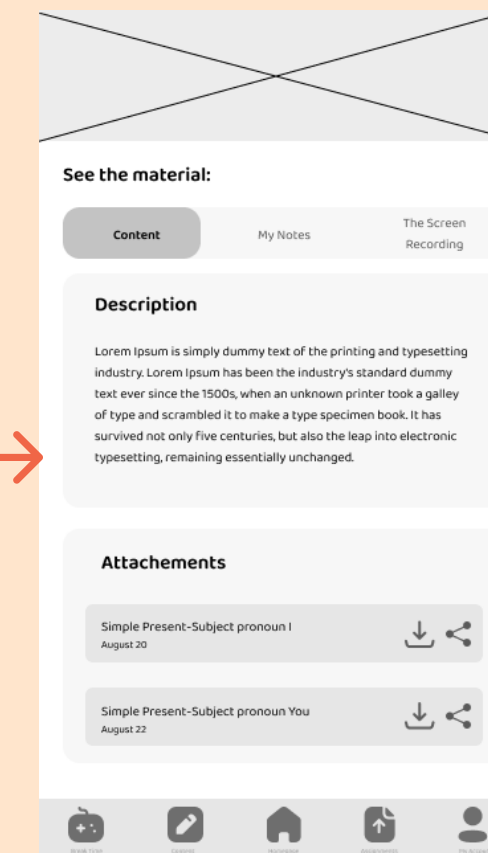 See the material:
Content
My Notes
The Screen
Recording
Description
Lorem Ipsum is simply dummy text of the printing and typesetting
industry. Lorem Ipsum has been the industry's standard dummy
text ever since the 1500s, when an unknown printer took a galley
of type and scrambled it to make a type specimen book. It has
survived not only five centuries, but also the leap into electronic
typesetting, remaining essentially unchanged.
Attachements
Simple Present-Subject pronoun I
August 20
Simple Present-Subject pronoun You
August 22